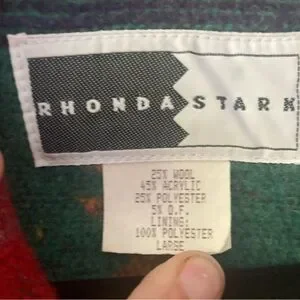 RHONDA STARK
25% WOOL
45% ACRYLIC
25% POLYESTER
5% O.F.
LINING:
100% POLYESTER
LARGE